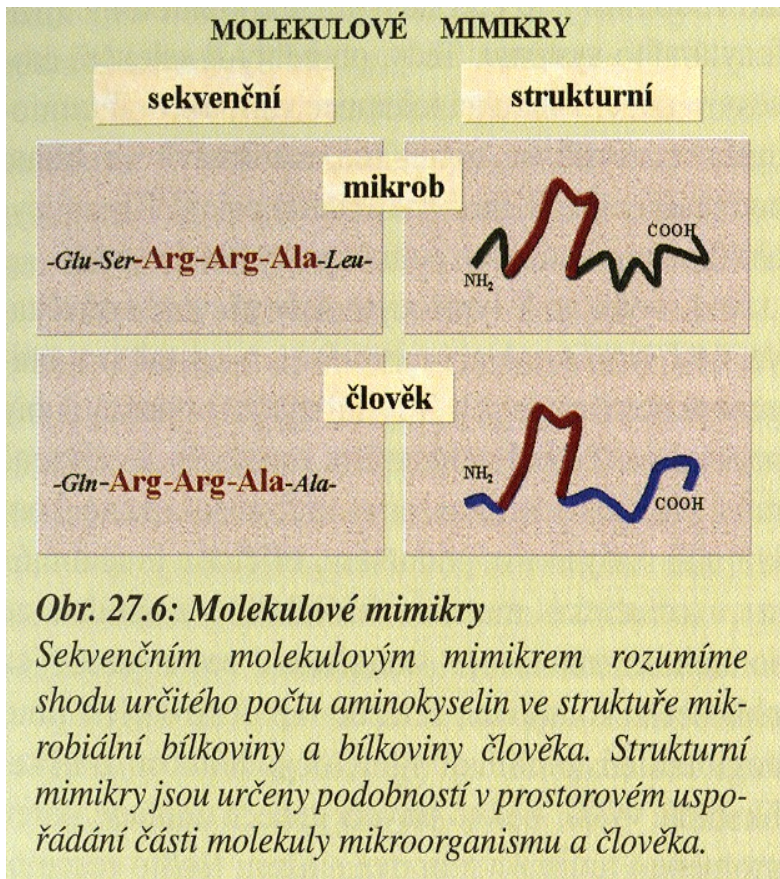 MOLEKULOVÉ MIMIKRY
sekvenční
strukturní
mikrob
-Glu-Ser-Arg-Arg-Ala-Leu-
NH₂
COOH
člověk
-Gln-Arg-Arg-Ala-Ala-
NH₂
COOH
Obr. 27.6: Molekulové mimikry
Sekvenčním molekulovým mimikrem rozumíme
shodu určitého počtu aminokyselin ve struktuře mik-
robiální bílkoviny a bílkoviny člověka. Strukturní
mimikry jsou určeny podobností v prostorovém uspo-
řádání části molekuly mikroorganismu a člověka.